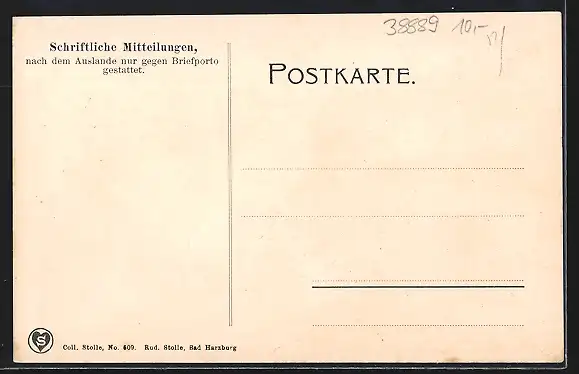 38889 10,-
Schriftliche Mitteilungen,
nach dem Auslande nur gegen Briefporto
gestattet.
POSTKARTE.
S
Coll. Stolle, No. 609. Rud. Stolle, Bad Harzburg